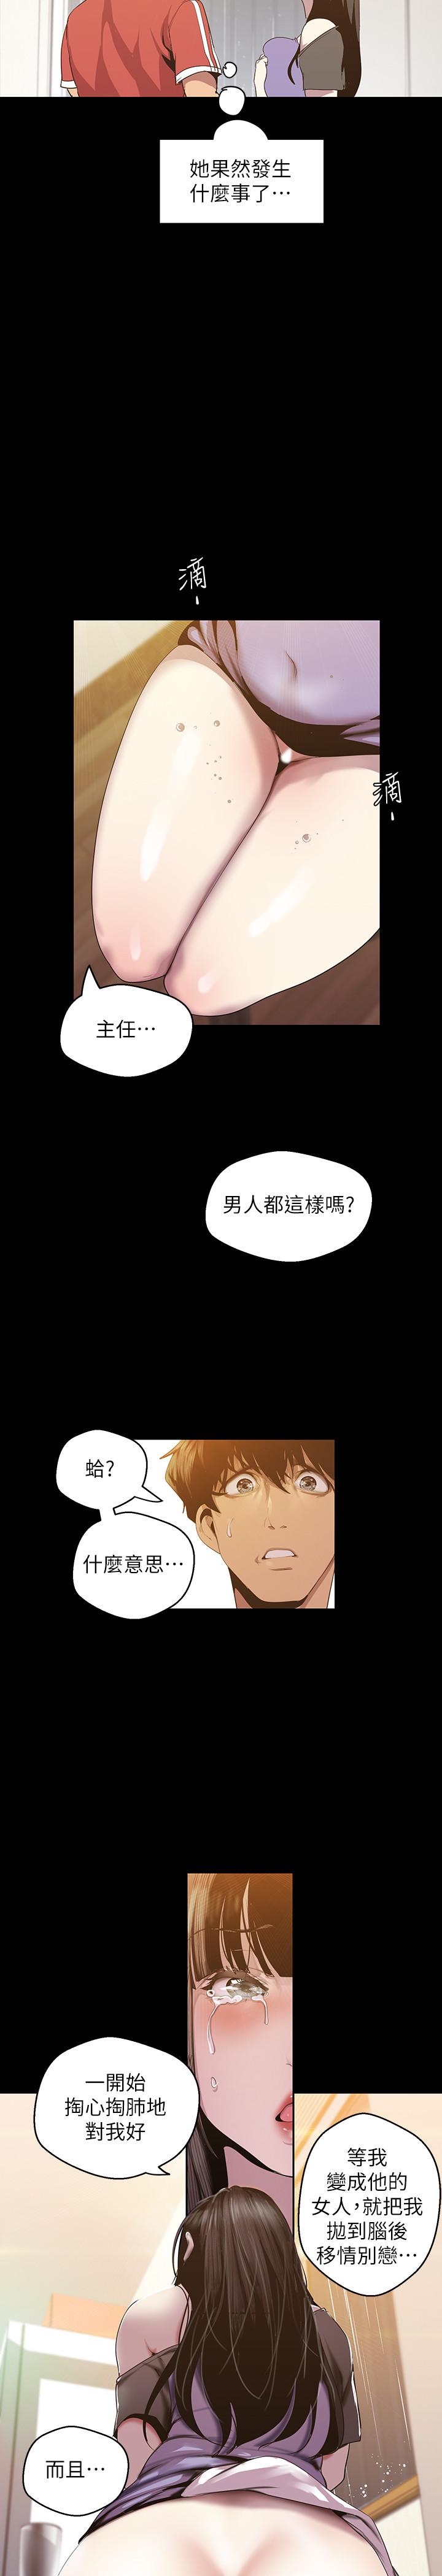 她果然發生
什麼事了…
滴
滴
主任…
男人都這樣嗎?
蛤?
什麼意思…
一開始
掏心掏肺地
對我好
等我
變成他的
女人，就把我
拋到腦後
移情別戀…
而且…